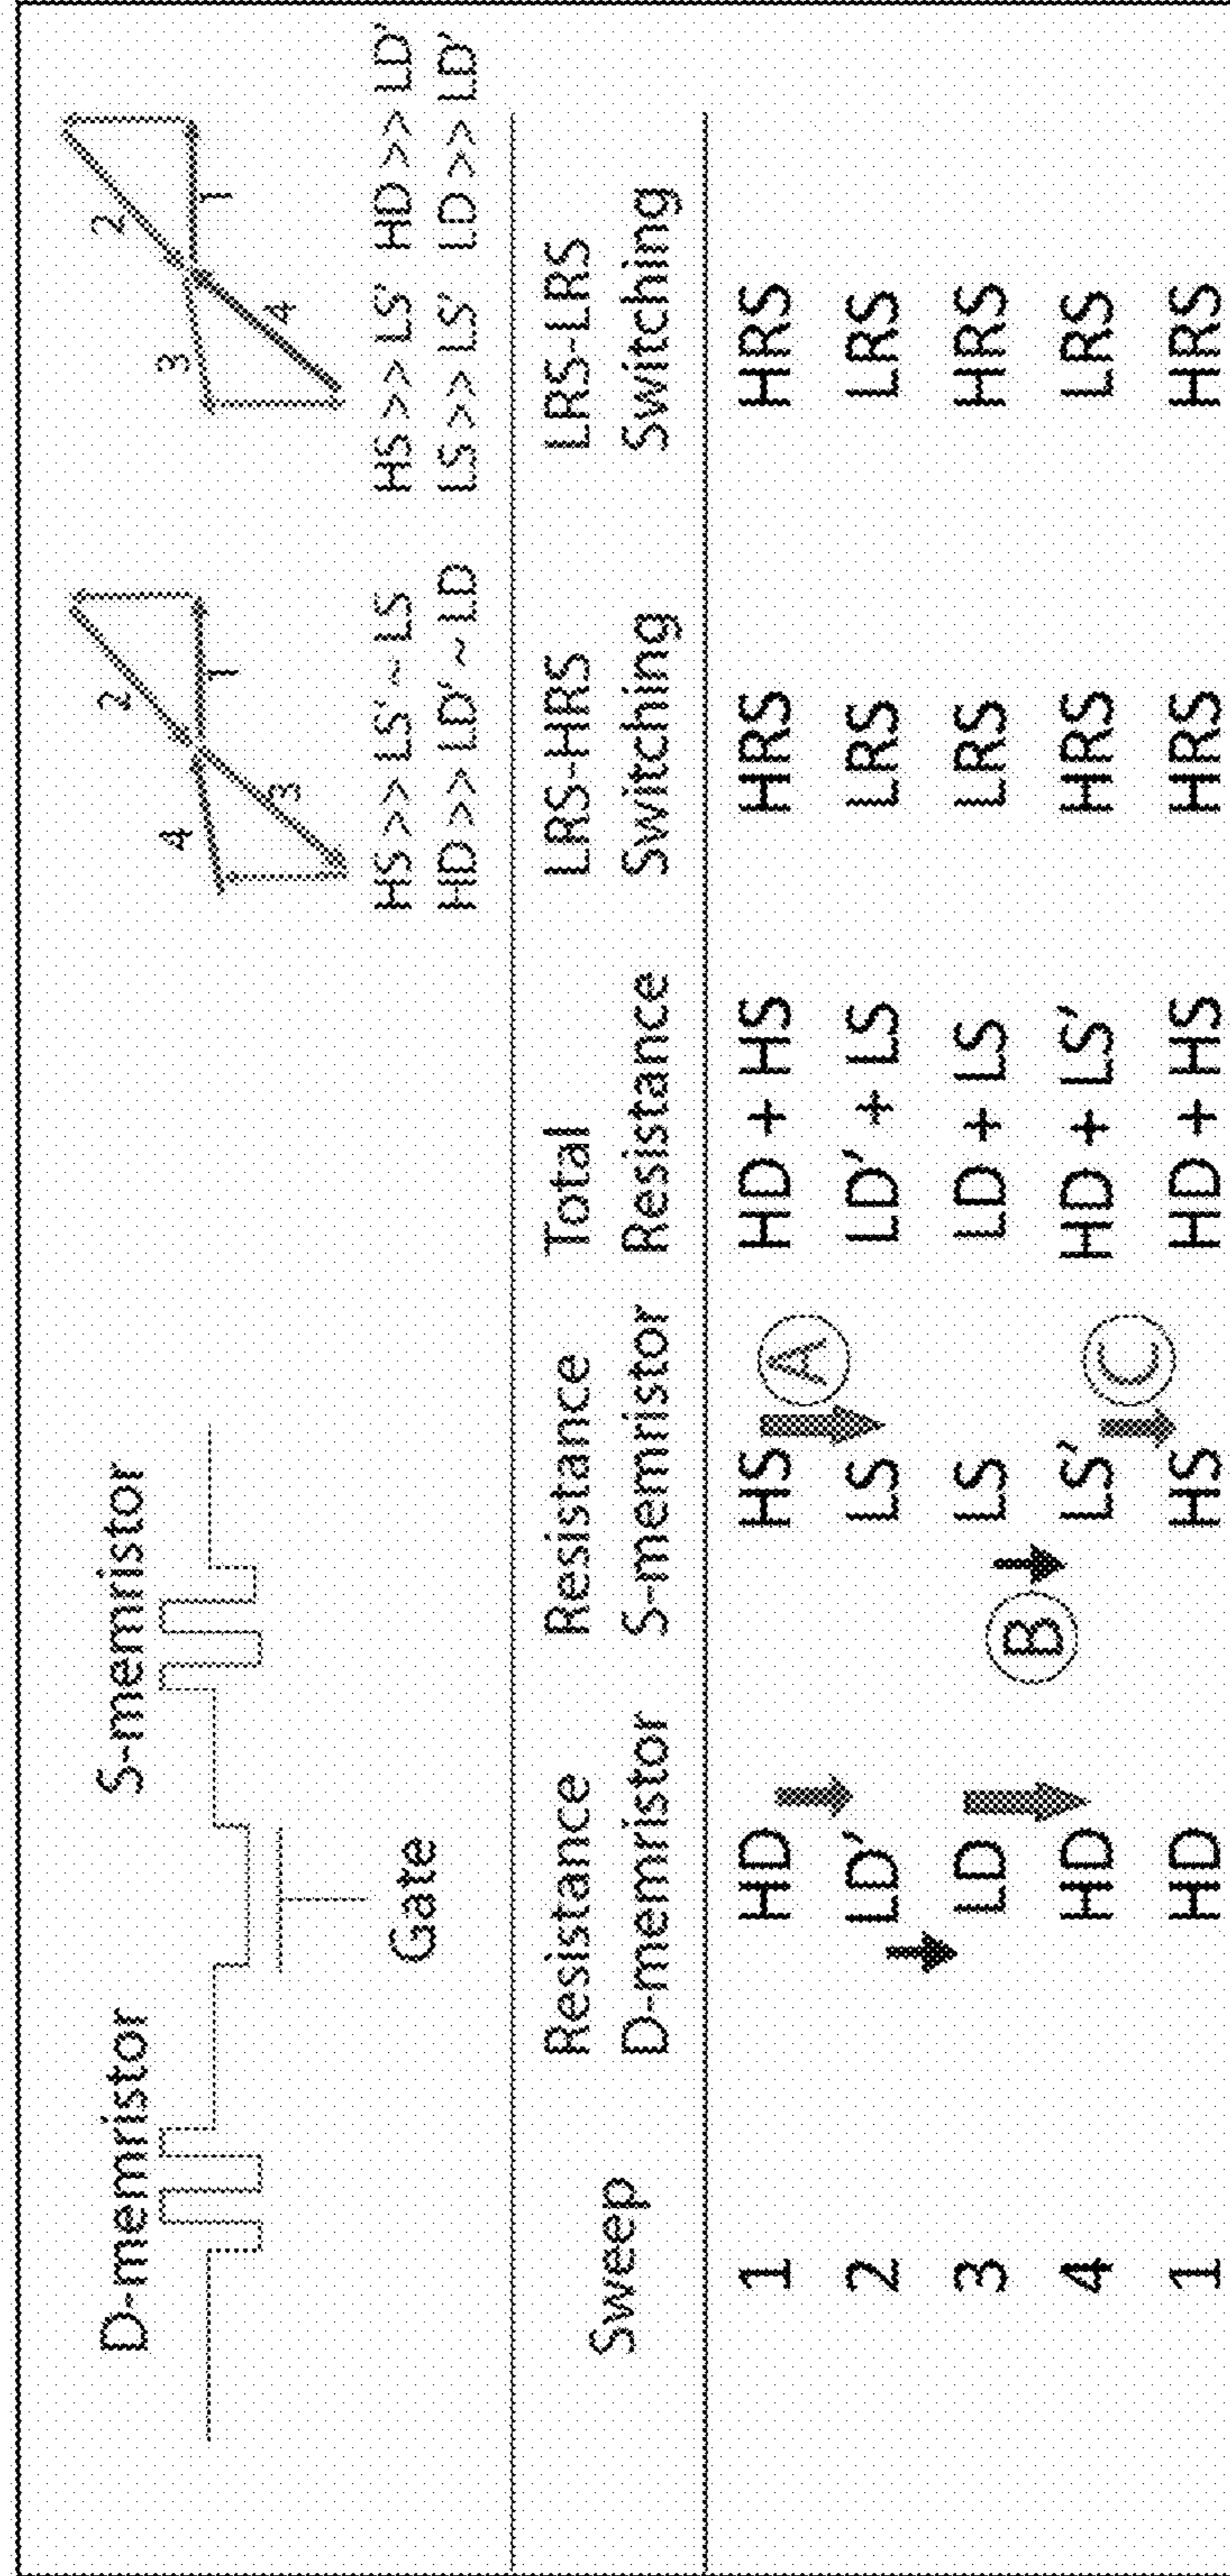 D-memristor S-memristor
Gate
2
1
3
4
2
1
3
4
HS >> LS' ~ LS HS >> LS' HD >> LD'
HD >> LD' ~ LD LS >> LS' LD >> LD'
Sweep Resistance Resistance Total LRS-HRS LRS-LRS
D-memristor S-memristor Resistance Switching Switching
1 HD HS A HD + HS HRS HRS
2 LD' LS LD' + LS LRS LRS
3 LD B LS LD + LS LRS HRS
4 HD LS' C HD + LS' HRS LRS
1 HD HS HD + HS HRS HRS